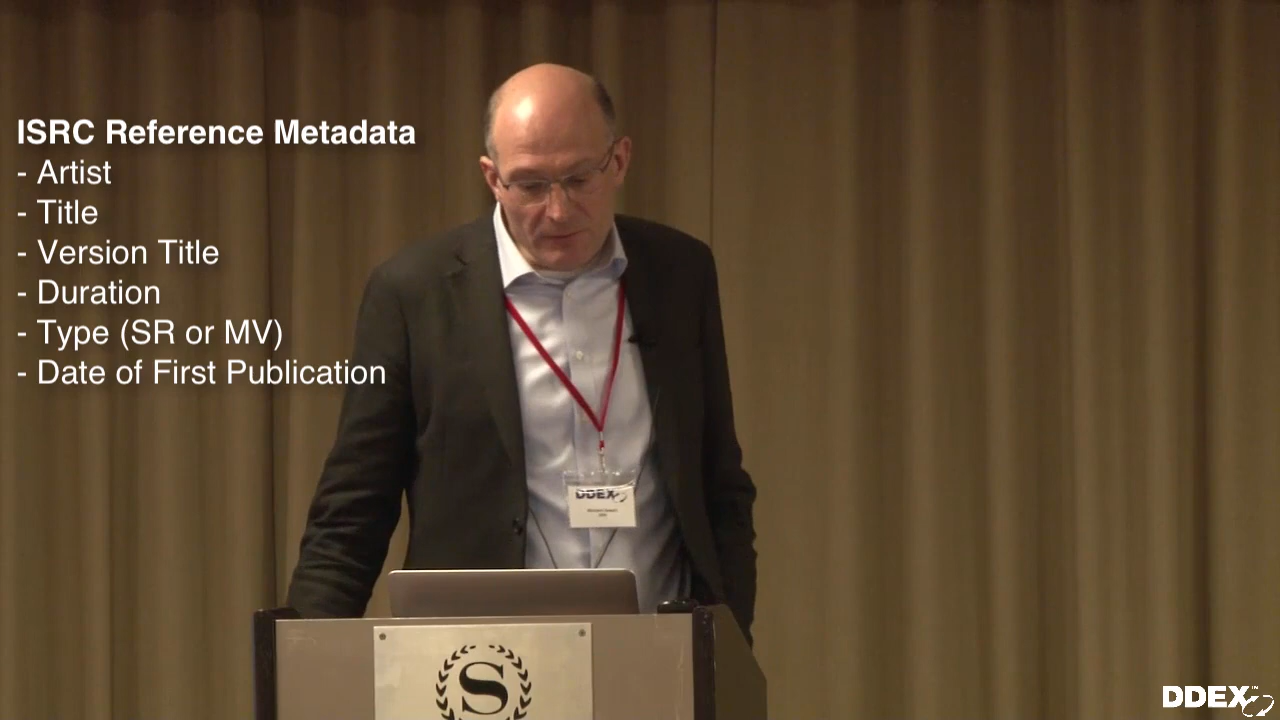 ISRC Reference Metadata
- Artist
- Title
- Version Title
- Duration
- Type (SR or MV)
- Date of First Publication
DDEX
S
DDEX